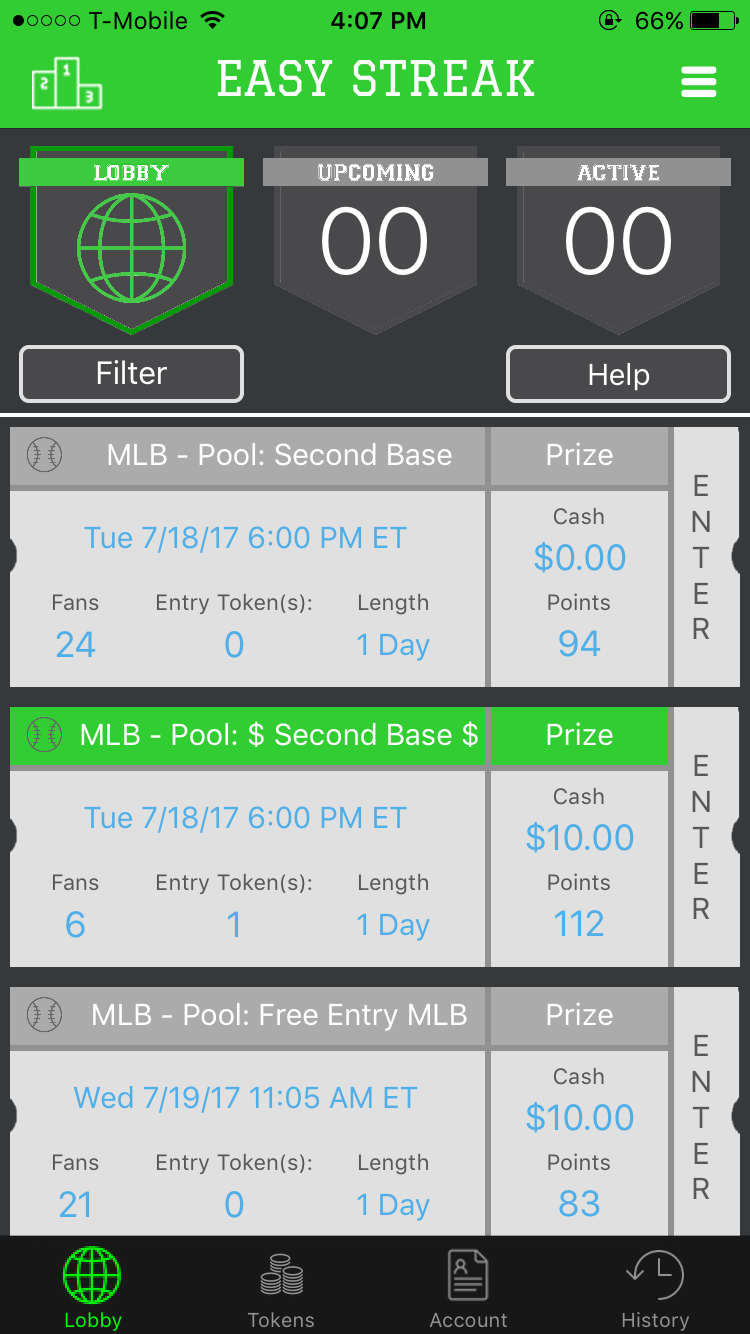 T-Mobile 4:07 PM 66%
2 1 3
EASY STREAK
LOBBY UPCOMING ACTIVE
00 00
Filter Help
MLB - Pool: Second Base Prize
Tue 7/18/17 6:00 PM ET
Cash
$0.00
Fans Entry Token(s): Length Points
24 0 1 Day 94
ENTER
MLB - Pool: $ Second Base $ Prize
Tue 7/18/17 6:00 PM ET
Cash
$10.00
Fans Entry Token(s): Length Points
6 1 1 Day 112
ENTER
MLB - Pool: Free Entry MLB Prize
Wed 7/19/17 11:05 AM ET
Cash
$10.00
Fans Entry Token(s): Length Points
21 0 1 Day 83
ENTER
Lobby Tokens Account History